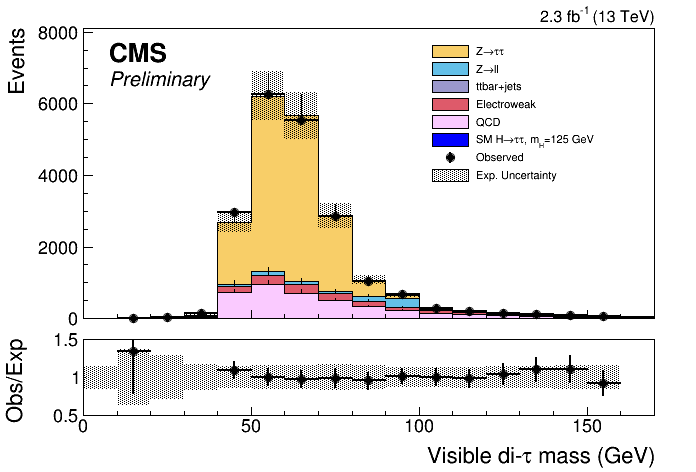 2.3 fb⁻¹ (13 TeV)
CMS
Preliminary
Events
8000
6000
4000
2000
0
Z→ττ
Z→ll
ttbar+jets
Electroweak
QCD
SM H→ττ, m_H=125 GeV
Observed
Exp. Uncertainty
Obs/Exp
1.5
1
0.5
0 50 100 150
Visible di-τ mass (GeV)